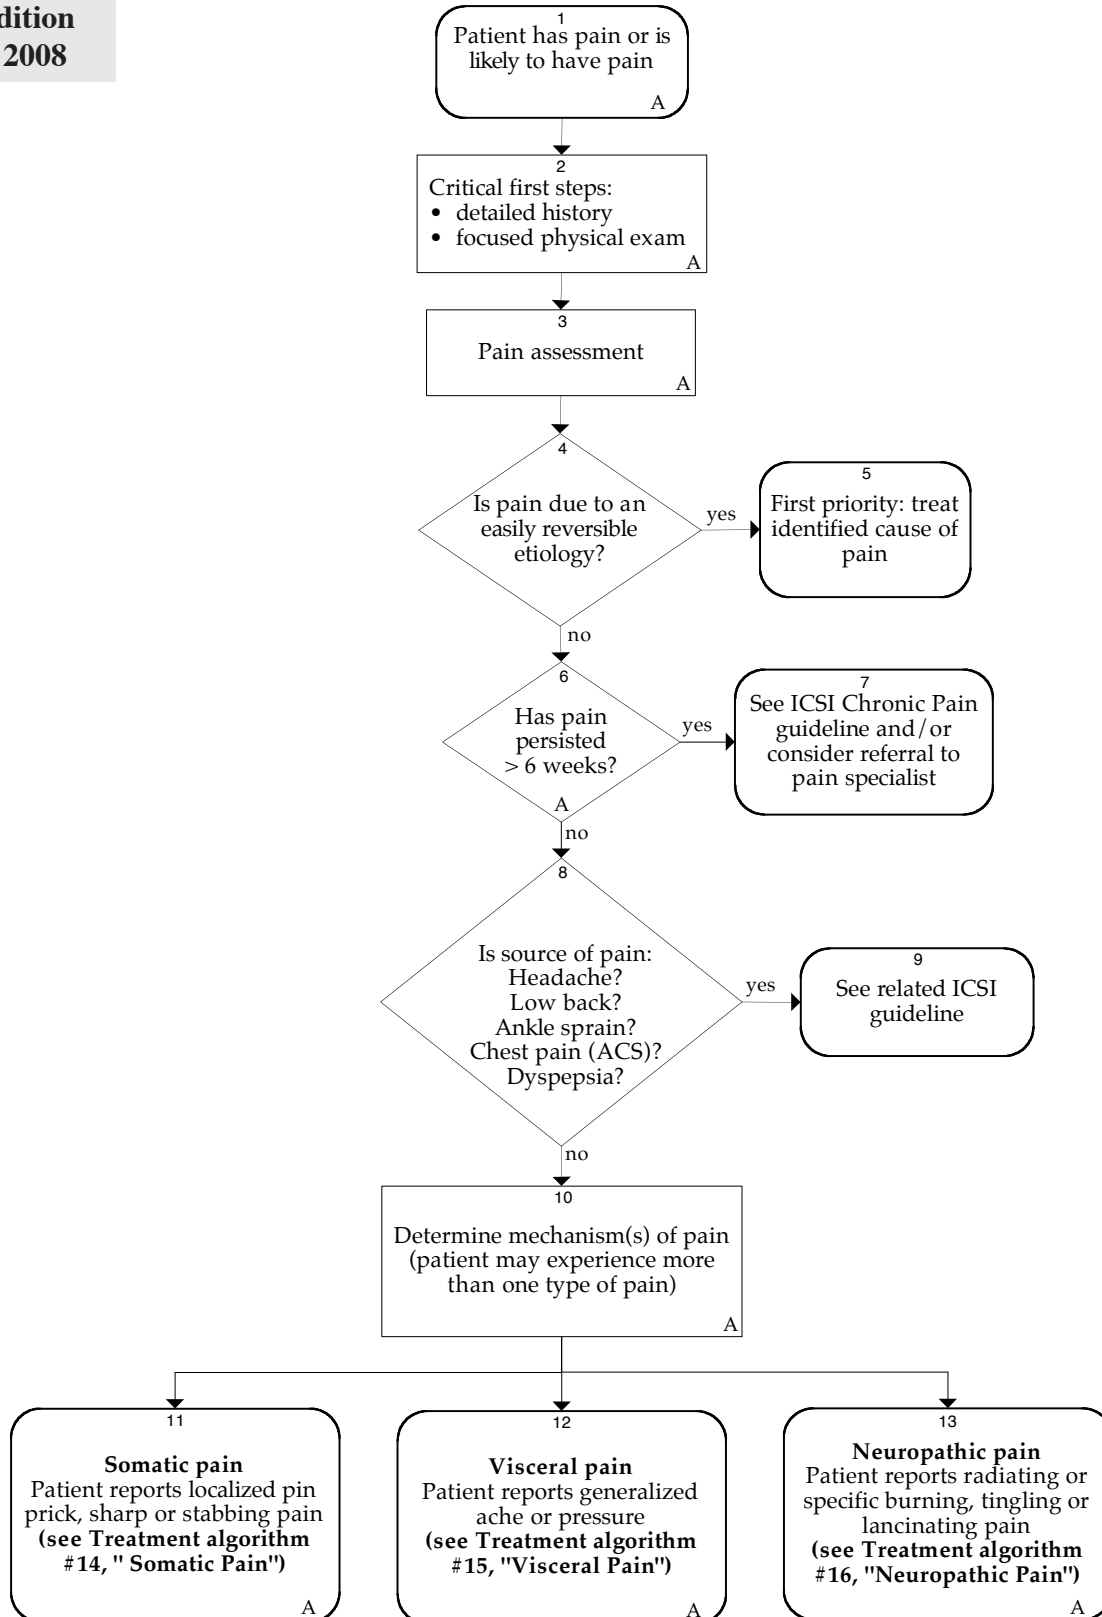 dition
2008
1
Patient has pain or is
likely to have pain
A
2
Critical first steps:
• detailed history
• focused physical exam
A
3
Pain assessment
A
4
Is pain due to an
easily reversible
etiology?
yes
5
First priority: treat
identified cause of
pain
no
6
Has pain
persisted
> 6 weeks?
A
yes
7
See ICSI Chronic Pain
guideline and/or
consider referral to
pain specialist
no
8
Is source of pain:
Headache?
Low back?
Ankle sprain?
Chest pain (ACS)?
Dyspepsia?
yes
9
See related ICSI
guideline
no
10
Determine mechanism(s) of pain
(patient may experience more
than one type of pain)
A
11
Somatic pain
Patient reports localized pin
prick, sharp or stabbing pain
(see Treatment algorithm
#14, " Somatic Pain")
A
12
Visceral pain
Patient reports generalized
ache or pressure
(see Treatment algorithm
#15, "Visceral Pain")
A
13
Neuropathic pain
Patient reports radiating or
specific burning, tingling or
lancinating pain
(see Treatment algorithm
#16, "Neuropathic Pain")
A